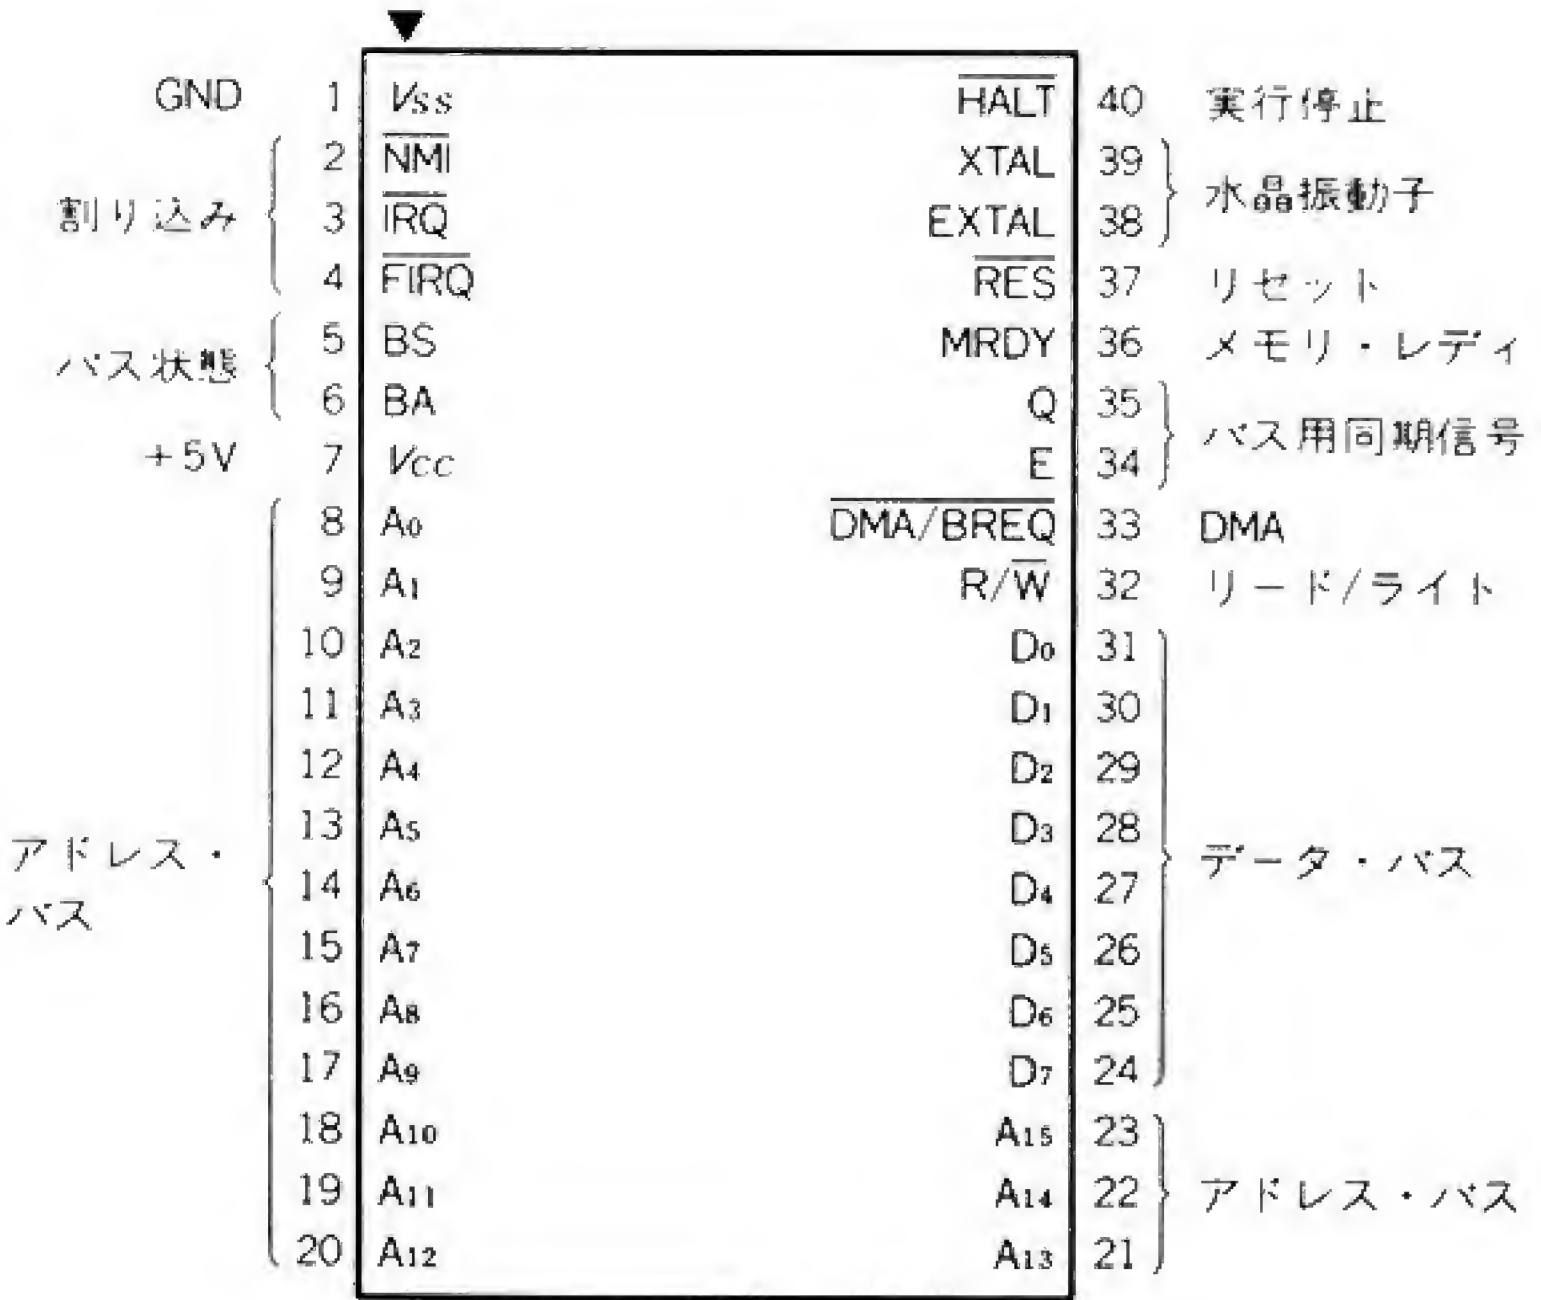 GND 1 Vss HALT 40 実行停止
2 NMI XTAL 39
割り込み 3 IRQ EXTAL 38 水晶振動子
4 FIRQ RES 37 リセット
5 BS MRDY 36 メモリ・レディ
バス状態
6 BA Q 35
バス用同期信号
+5V 7 Vcc E 34
8 A0 DMA/BREQ 33 DMA
9 A1 R/W 32 リード/ライト
10 A2 D0 31
11 A3 D1 30
12 A4 D2 29
13 A5 D3 28
アドレス・
バス
データ・バス
14 A6 D4 27
15 A7 D5 26
16 A8 D6 25
17 A9 D7 24
18 A10 A15 23
19 A11 A14 22 アドレス・バス
20 A12 A13 21